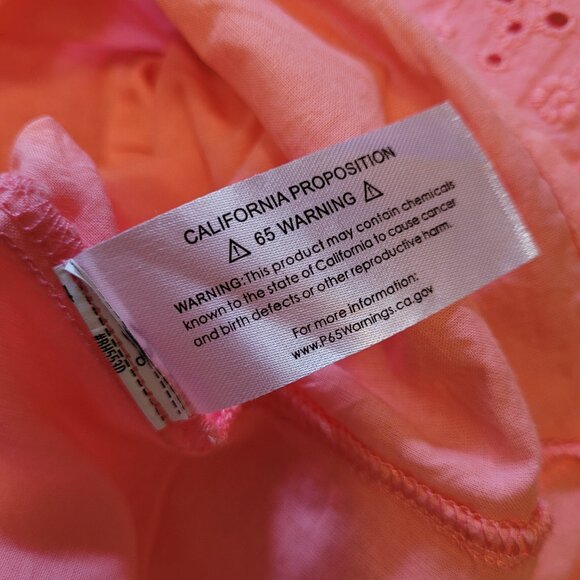 CALIFORNIA PROPOSITION
⚠ 65 WARNING ⚠
WARNING:This product may contain chemicals
known to the state of California to cause cancer
and birth defects or other reproductive harm.
For more information:
www.P65Warnings.ca.gov